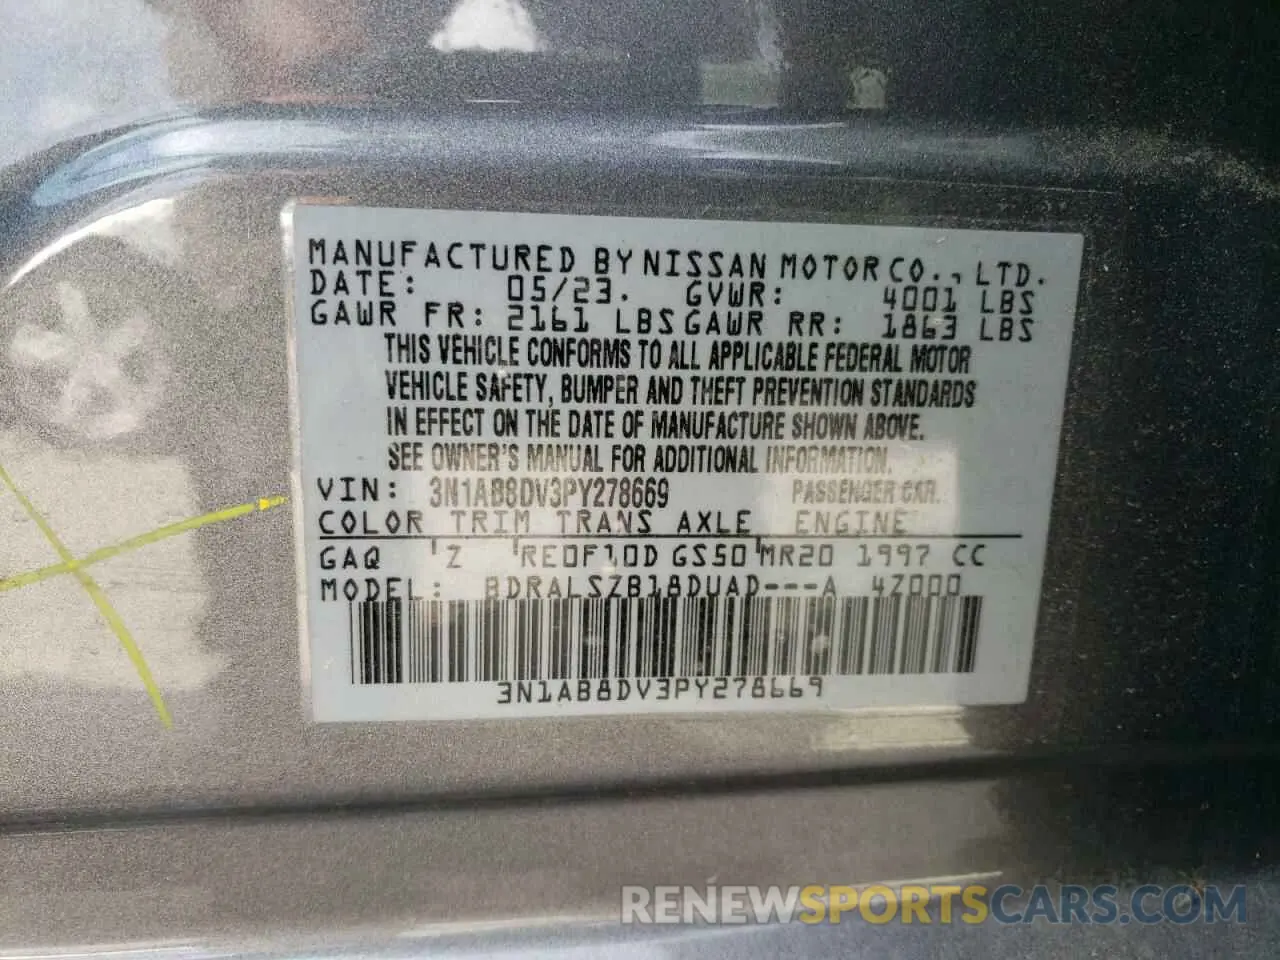 MANUFACTURED BY NISSAN MOTOR CO., LTD.
DATE: 05/23. GVWR: 4001 LBS
GAWR FR: 2161 LBS GAWR RR: 1863 LBS
THIS VEHICLE CONFORMS TO ALL APPLICABLE FEDERAL MOTOR
VEHICLE SAFETY, BUMPER AND THEFT PREVENTION STANDARDS
IN EFFECT ON THE DATE OF MANUFACTURE SHOWN ABOVE.
SEE OWNER'S MANUAL FOR ADDITIONAL INFORMATION.
VIN: 3N1AB8DV3PY278669 PASSENGER CAR.
COLOR TRIM TRANS AXLE ENGINE
GAQ 'Z 'RE0F10D GS50'MR20 1997 CC
MODEL: BDRALSZB18DUAD---A 4Z000
3N1AB8DV3PY278669
RENEWSPORTSCARS.COM